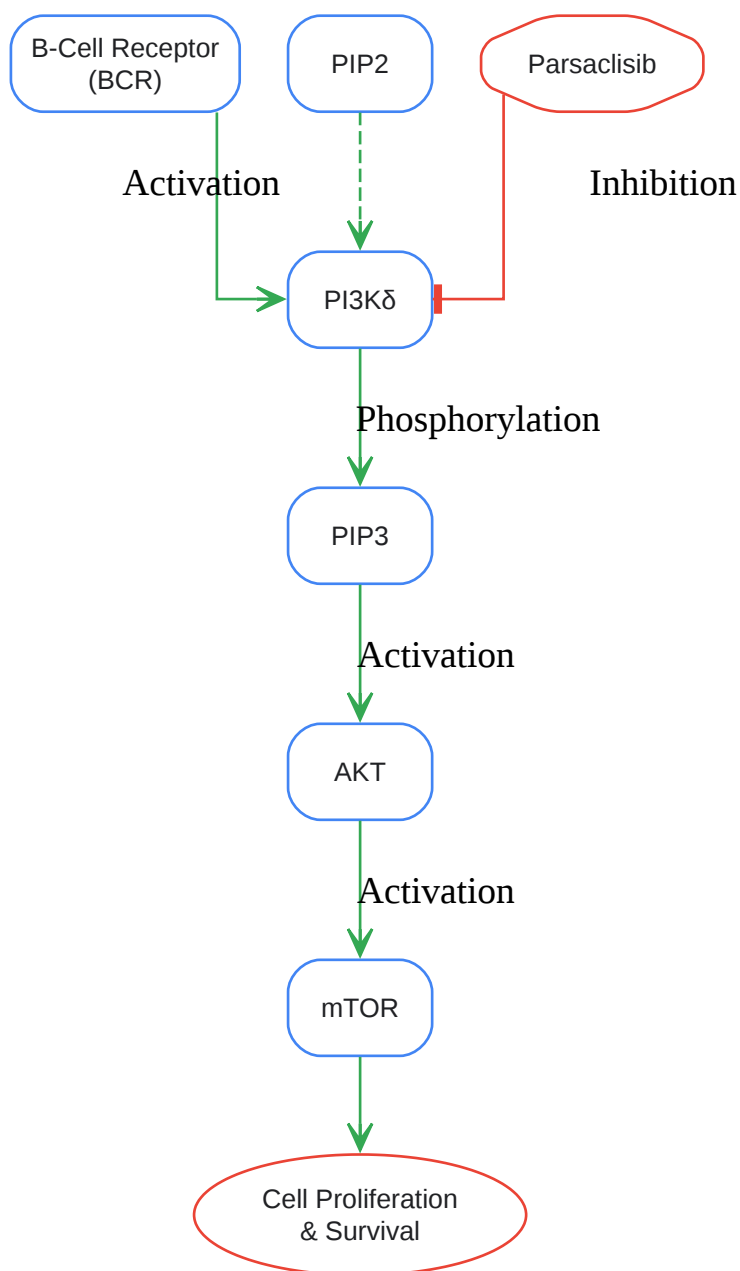 B-Cell Receptor
(BCR)
PIP2
Parsaclisib
Activation
Inhibition
PI3Kδ
Phosphorylation
PIP3
Activation
AKT
Activation
mTOR
Cell Proliferation
& Survival